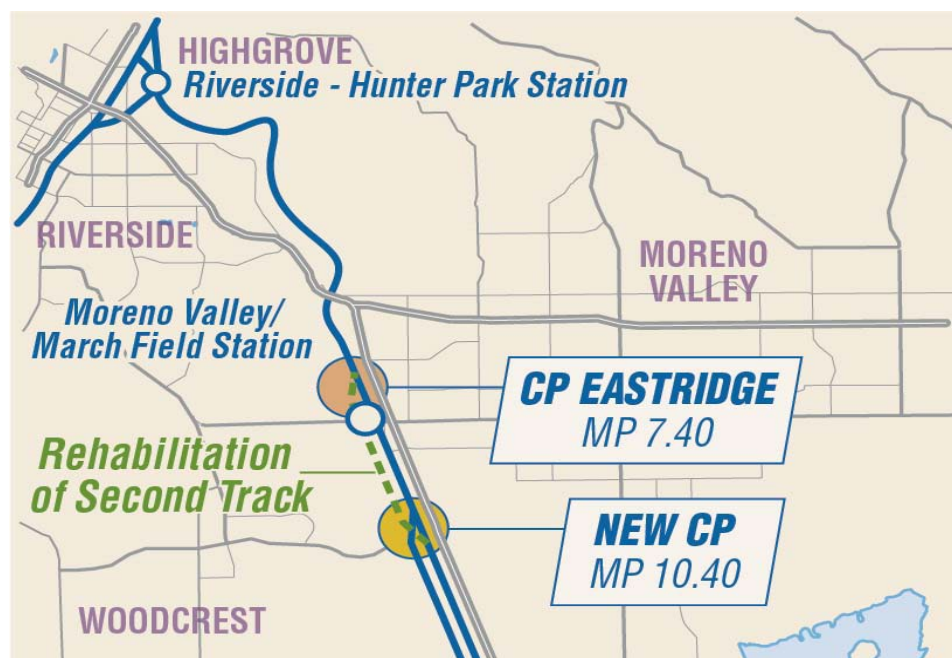 HIGHGROVE
Riverside - Hunter Park Station
RIVERSIDE
MORENO
VALLEY
Moreno Valley/
March Field Station
CP EASTRIDGE
MP 7.40
Rehabilitation
of Second Track
NEW CP
MP 10.40
WOODCREST